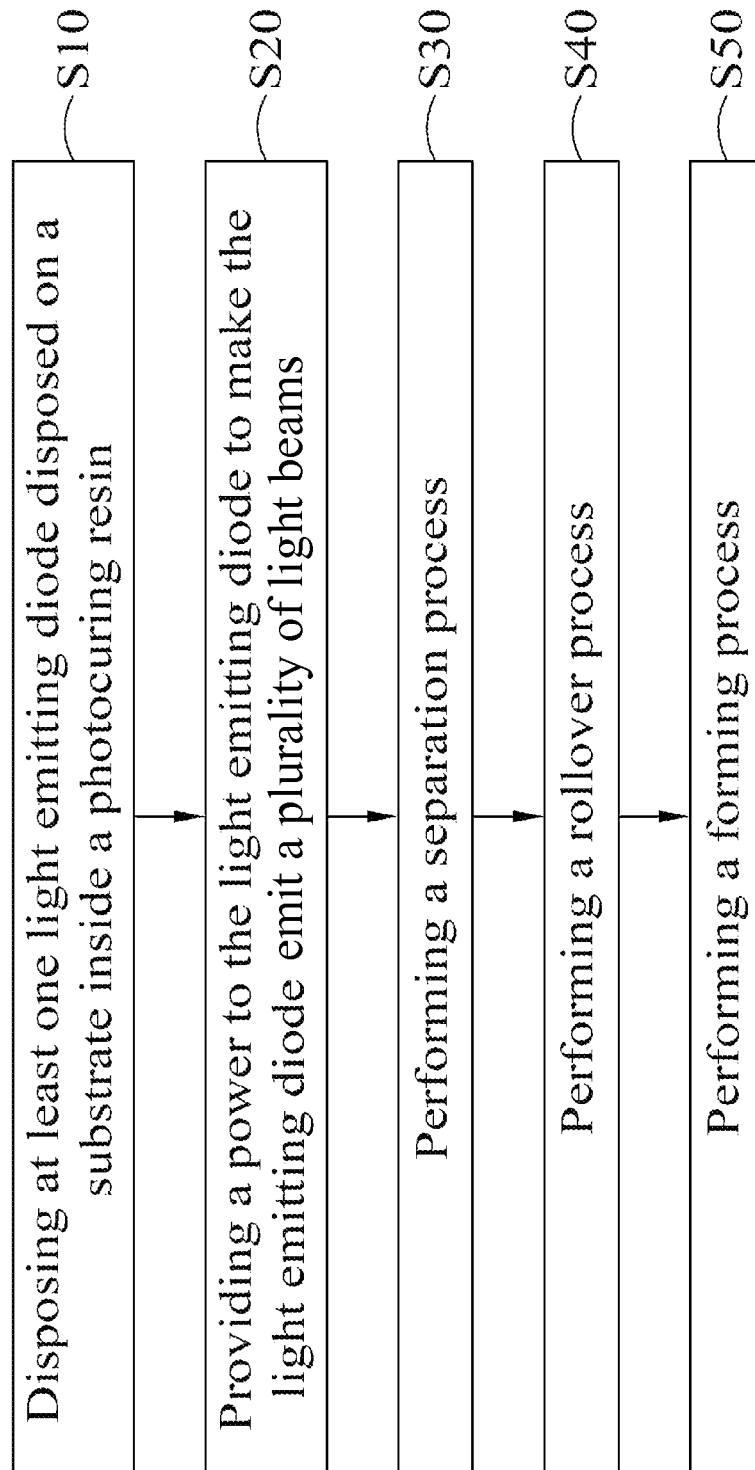 Disposing at least one light emitting diode disposed on a
substrate inside a photocuring resin
S10
Providing a power to the light emitting diode to make the
light emitting diode emit a plurality of light beams
S20
Performing a separation process
S30
Performing a rollover process
S40
Performing a forming process
S50